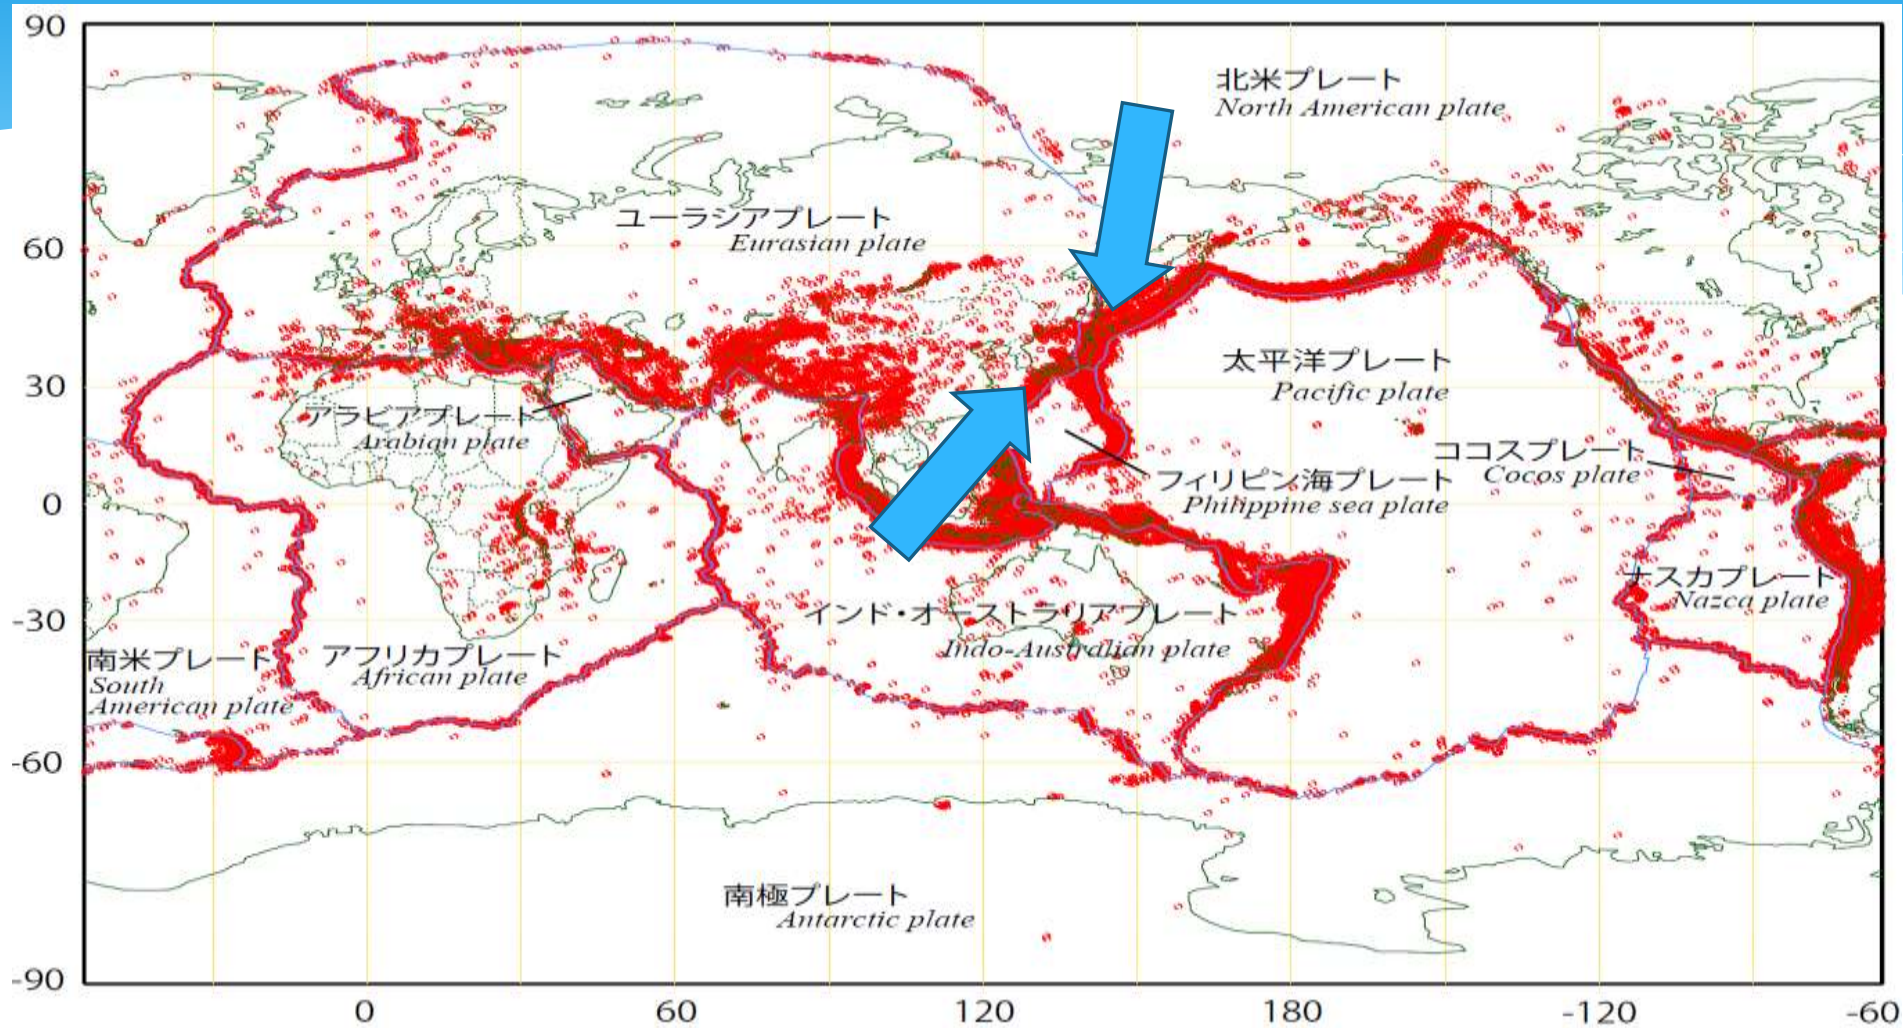 90
北米プレート
North American plate
ユーラシアプレート
Eurasian plate
60
太平洋プレート
Pacific plate
30
アラビアプレート
Arabian plate
ココスプレート
Cocos plate
フィリピン海プレート
Philippine sea plate
0
ナスカプレート
Nazca plate
インド・オーストラリアプレート
Indo-Australian plate
-30
南米プレート
South
American plate
アフリカプレート
African plate
-60
南極プレート
Antarctic plate
-90
0 60 120 180 -120 -60